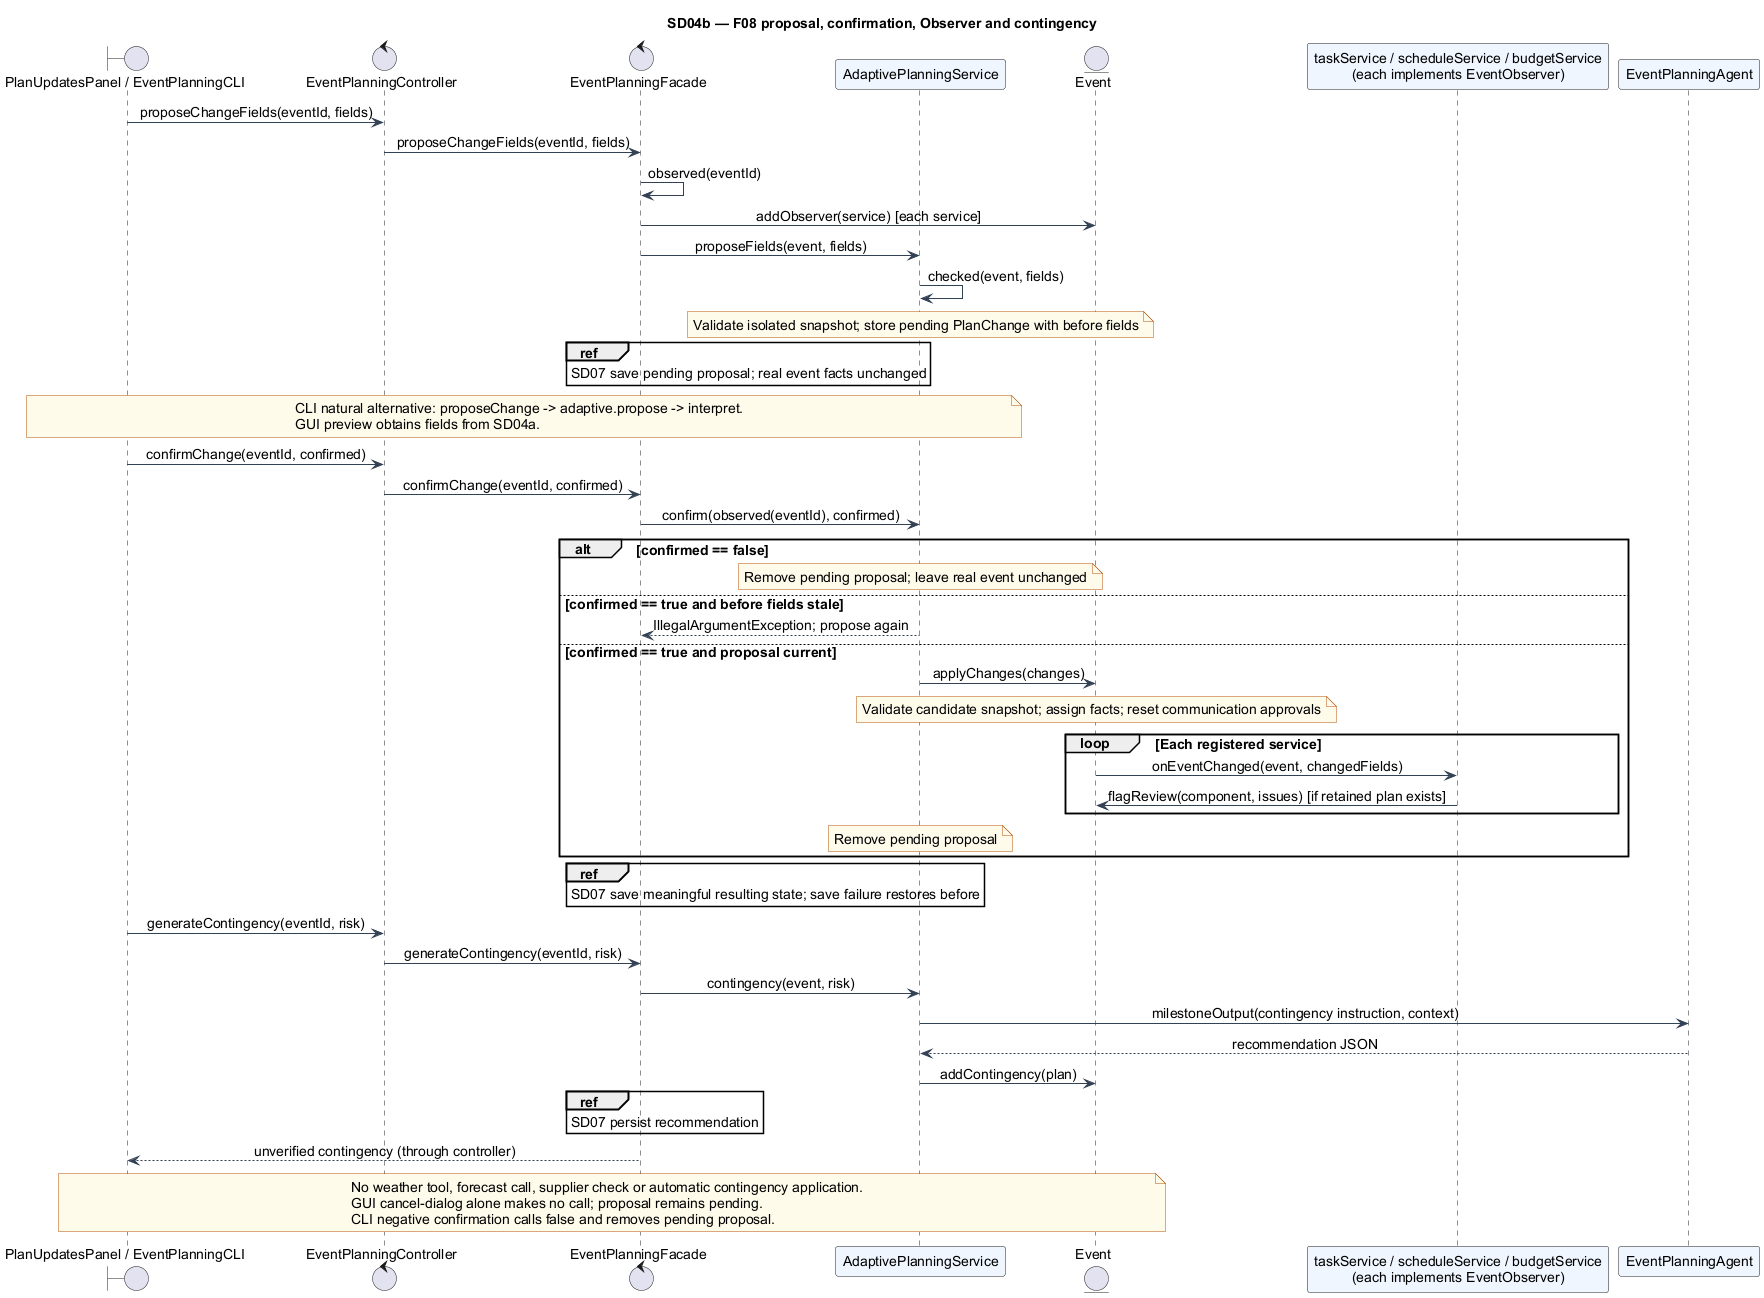 SD04b — F08 proposal, confirmation, Observer and contingency
PlanUpdatesPanel / EventPlanningCLI
EventPlanningController
EventPlanningFacade
AdaptivePlanningService
Event
taskService / scheduleService / budgetService
(each implements EventObserver)
EventPlanningAgent
proposeChangeFields(eventId, fields)
proposeChangeFields(eventId, fields)
observed(eventId)
addObserver(service) [each service]
proposeFields(event, fields)
checked(event, fields)
Validate isolated snapshot; store pending PlanChange with before fields
ref
SD07 save pending proposal; real event facts unchanged
CLI natural alternative: proposeChange -> adaptive.propose -> interpret.
GUI preview obtains fields from SD04a.
confirmChange(eventId, confirmed)
confirmChange(eventId, confirmed)
confirm(observed(eventId), confirmed)
alt [confirmed == false]
Remove pending proposal; leave real event unchanged
[confirmed == true and before fields stale]
IllegalArgumentException; propose again
[confirmed == true and proposal current]
applyChanges(changes)
Validate candidate snapshot; assign facts; reset communication approvals
loop [Each registered service]
onEventChanged(event, changedFields)
flagReview(component, issues) [if retained plan exists]
Remove pending proposal
ref
SD07 save meaningful resulting state; save failure restores before
generateContingency(eventId, risk)
generateContingency(eventId, risk)
contingency(event, risk)
milestoneOutput(contingency instruction, context)
recommendation JSON
addContingency(plan)
ref
SD07 persist recommendation
unverified contingency (through controller)
No weather tool, forecast call, supplier check or automatic contingency application.
GUI cancel-dialog alone makes no call; proposal remains pending.
CLI negative confirmation calls false and removes pending proposal.
PlanUpdatesPanel / EventPlanningCLI
EventPlanningController
EventPlanningFacade
AdaptivePlanningService
Event
taskService / scheduleService / budgetService
(each implements EventObserver)
EventPlanningAgent